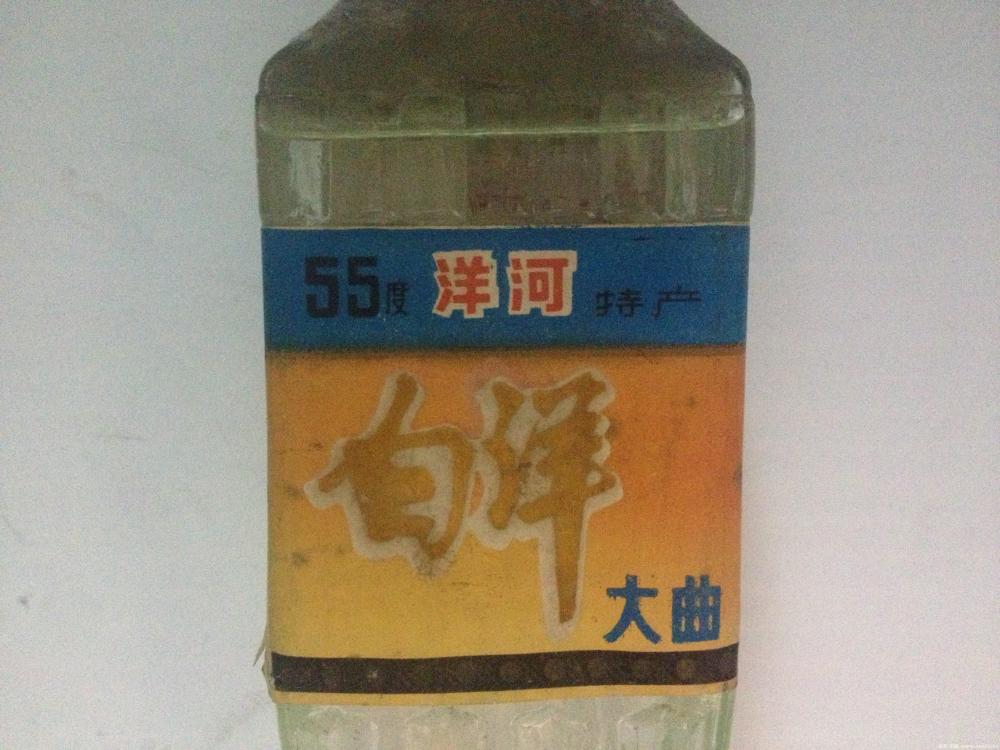 55度 洋河 特产
白洋
大曲